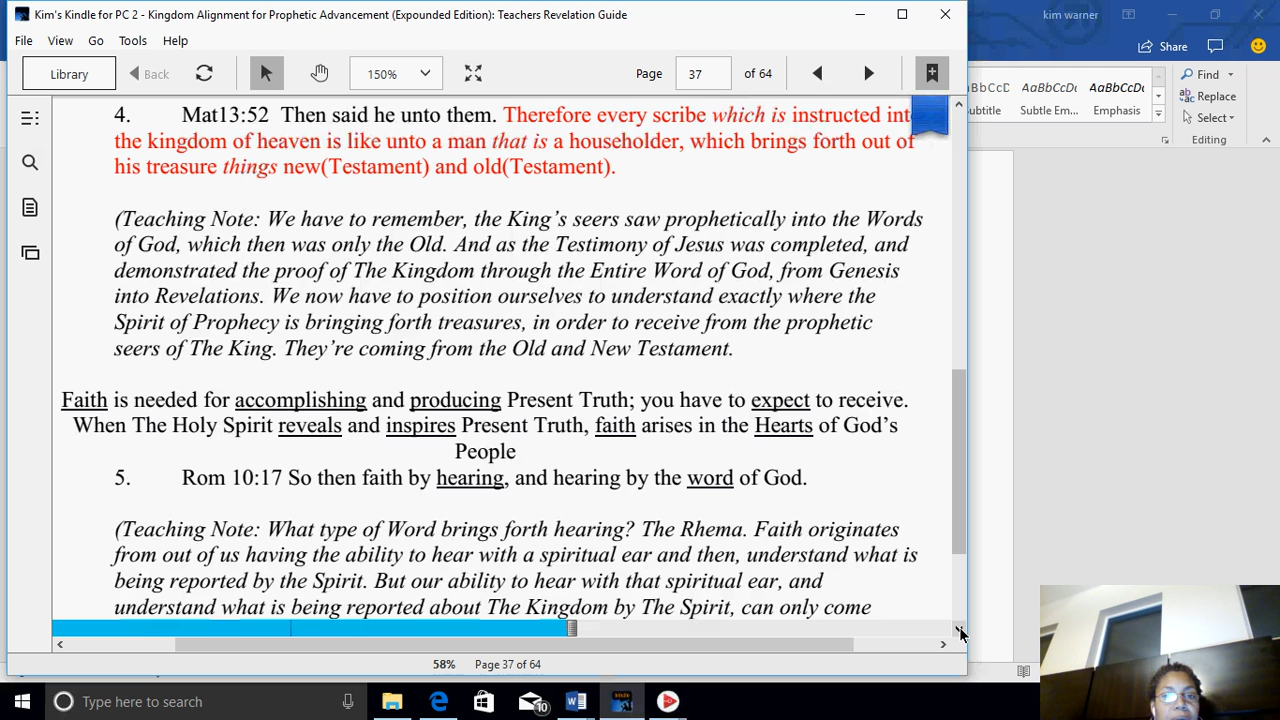 Kim's Kindle for PC 2 - Kingdom Alignment for Prophetic Advancement (Expounded Edition): Teachers Revelation Guide
kim warner
File View Go Tools Help
Share
Library
Back
150%
Page 37 of 64
AaBbCcDc AaBbCcDc AaBbCcDc
ubtitle Subtle Em... Emphasis
Find
Replace
Select
Editing
4. Mat13:52 Then said he unto them. Therefore every scribe which is instructed into
the kingdom of heaven is like unto a man that is a householder, which brings forth out of
his treasure things new(Testament) and old(Testament).
(Teaching Note: We have to remember, the King's seers saw prophetically into the Words
of God, which then was only the Old. And as the Testimony of Jesus was completed, and
demonstrated the proof of The Kingdom through the Entire Word of God, from Genesis
into Revelations. We now have to position ourselves to understand exactly where the
Spirit of Prophecy is bringing forth treasures, in order to receive from the prophetic
seers of The King. They're coming from the Old and New Testament.
Faith is needed for accomplishing and producing Present Truth; you have to expect to receive.
When The Holy Spirit reveals and inspires Present Truth, faith arises in the Hearts of God's
People
5. Rom 10:17 So then faith by hearing, and hearing by the word of God.
(Teaching Note: What type of Word brings forth hearing? The Rhema. Faith originates
from out of us having the ability to hear with a spiritual ear and then, understand what is
being reported by the Spirit. But our ability to hear with that spiritual ear, and
understand what is being reported about The Kingdom by The Spirit, can only come
58% Page 37 of 64
Type here to search
10